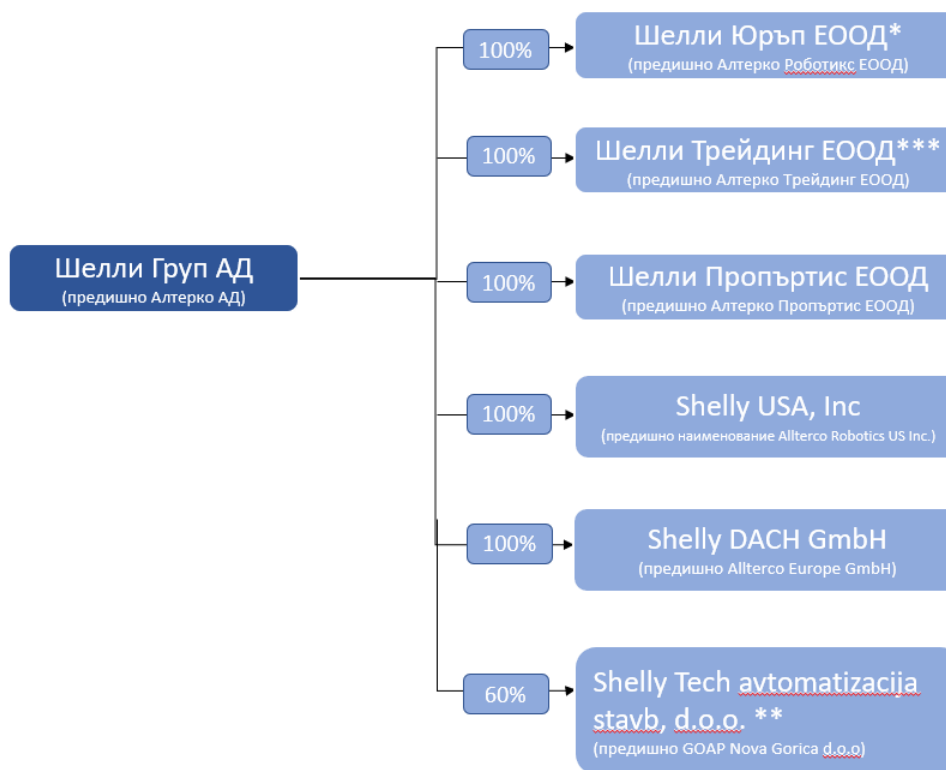 100%
Шелли Юръп ЕООД*
(предишно Алтерко Роботикс ЕООД)
100%
Шелли Трейдинг ЕООД***
(предишно Алтерко Трейдинг ЕООД)
Шелли Груп АД
(предишно Алтерко АД)
100%
Шелли Пропъртис ЕООД
(предишно Алтерко Пропъртис ЕООД)
100%
Shelly USA, Inc
(предишно наименование Allterco Robotics US Inc.)
100%
Shelly DACH GmbH
(предишно Allterco Europe GmbH)
60%
Shelly Tech avtomatizacija
stavb, d.o.o. **
(предишно GOAP Nova Gorica d.o.o)